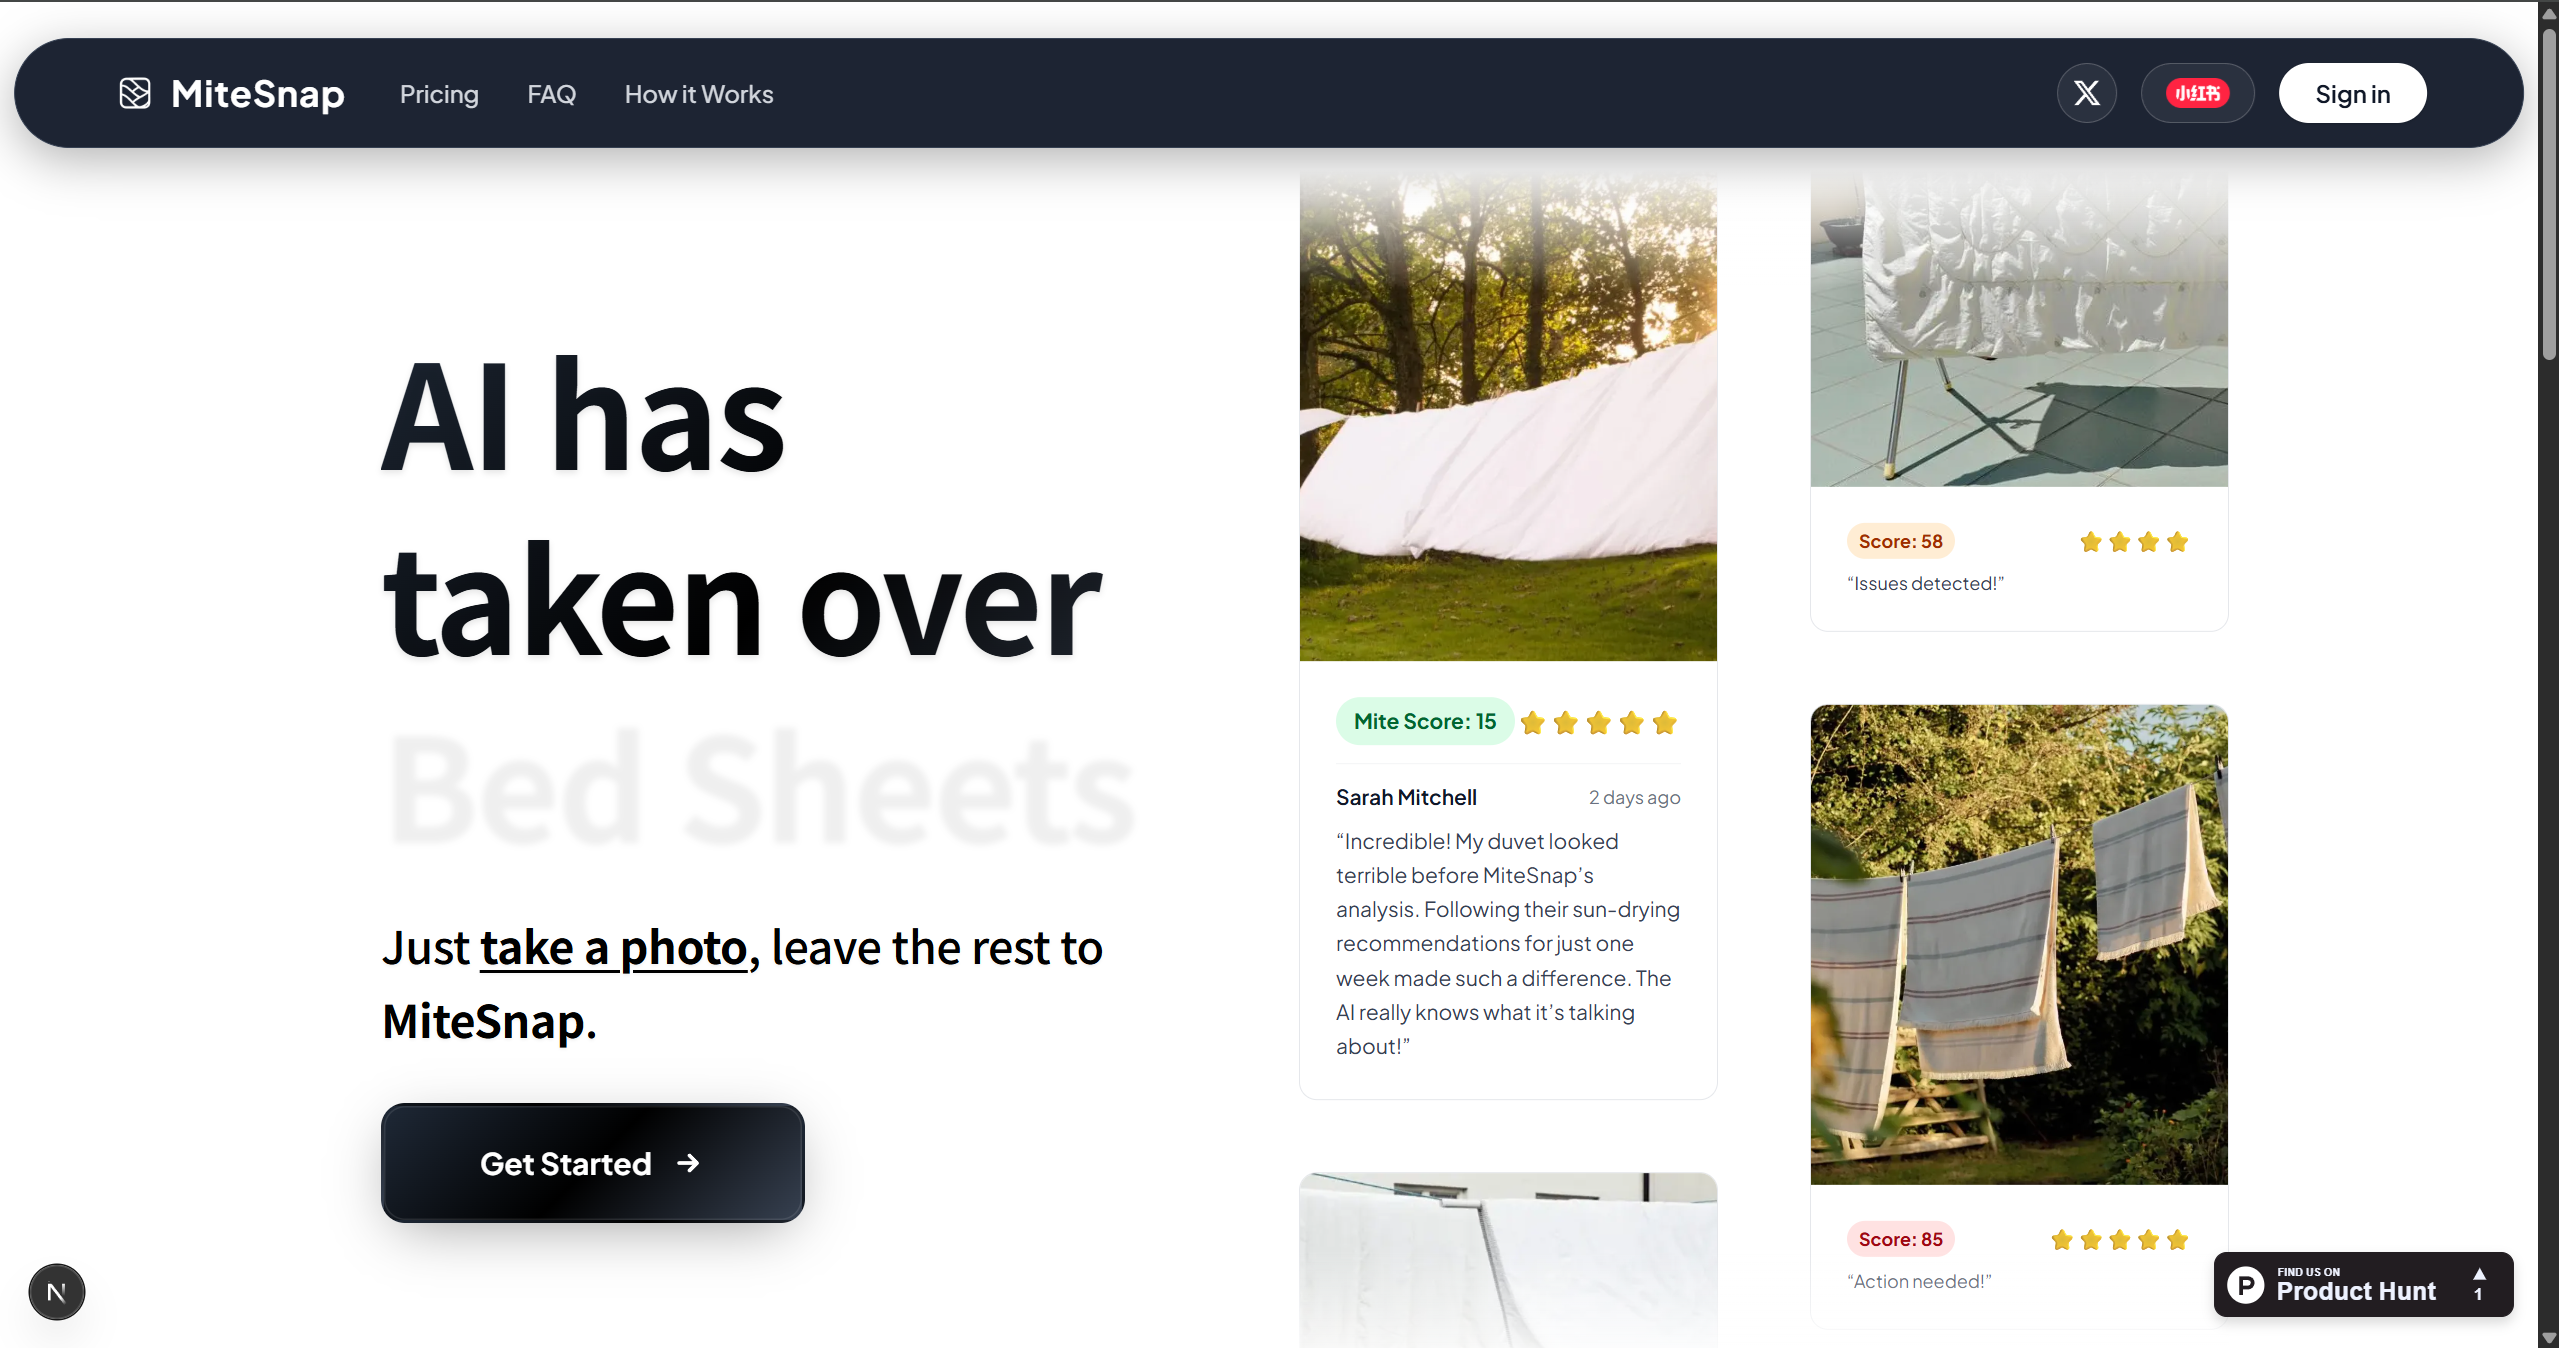 MiteSnap
Pricing
FAQ
How it Works
小红书
Sign in
AI has
taken over
Bed Sheets
Just take a photo, leave the rest to
MiteSnap.
Get Started →
Mite Score: 15
Sarah Mitchell
2 days ago
“Incredible! My duvet looked
terrible before MiteSnap’s
analysis. Following their sun-drying
recommendations for just one
week made such a difference. The
AI really knows what it’s talking
about!”
Score: 58
“Issues detected!”
Score: 85
“Action needed!”
N
P
FIND US ON
Product Hunt
▲
1